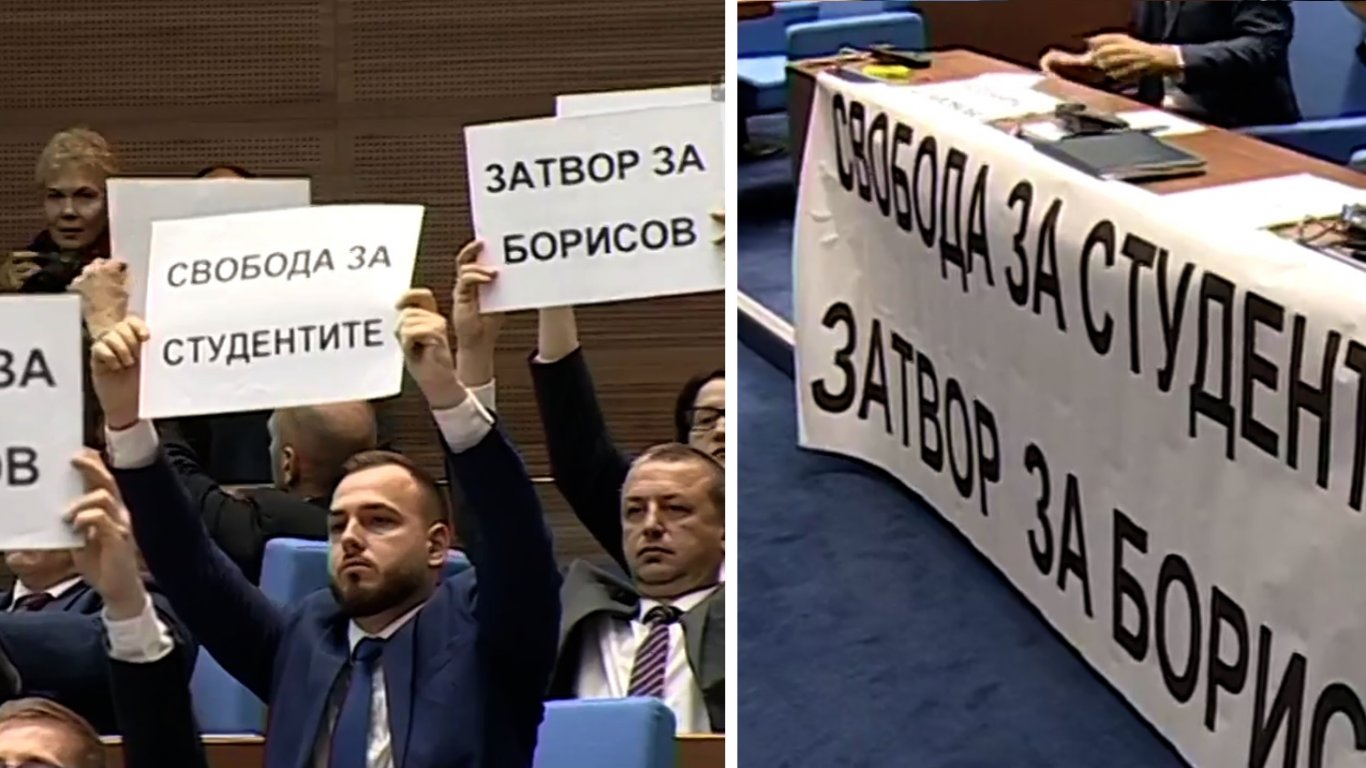 ЗАТВОР ЗА
БОРИСОВ
СВОБОДА ЗА
СТУДЕНТИТЕ
ЗА
ОВ
СВОБОДА ЗА СТУДЕНТ
ЗАТВОР ЗА БОРИС